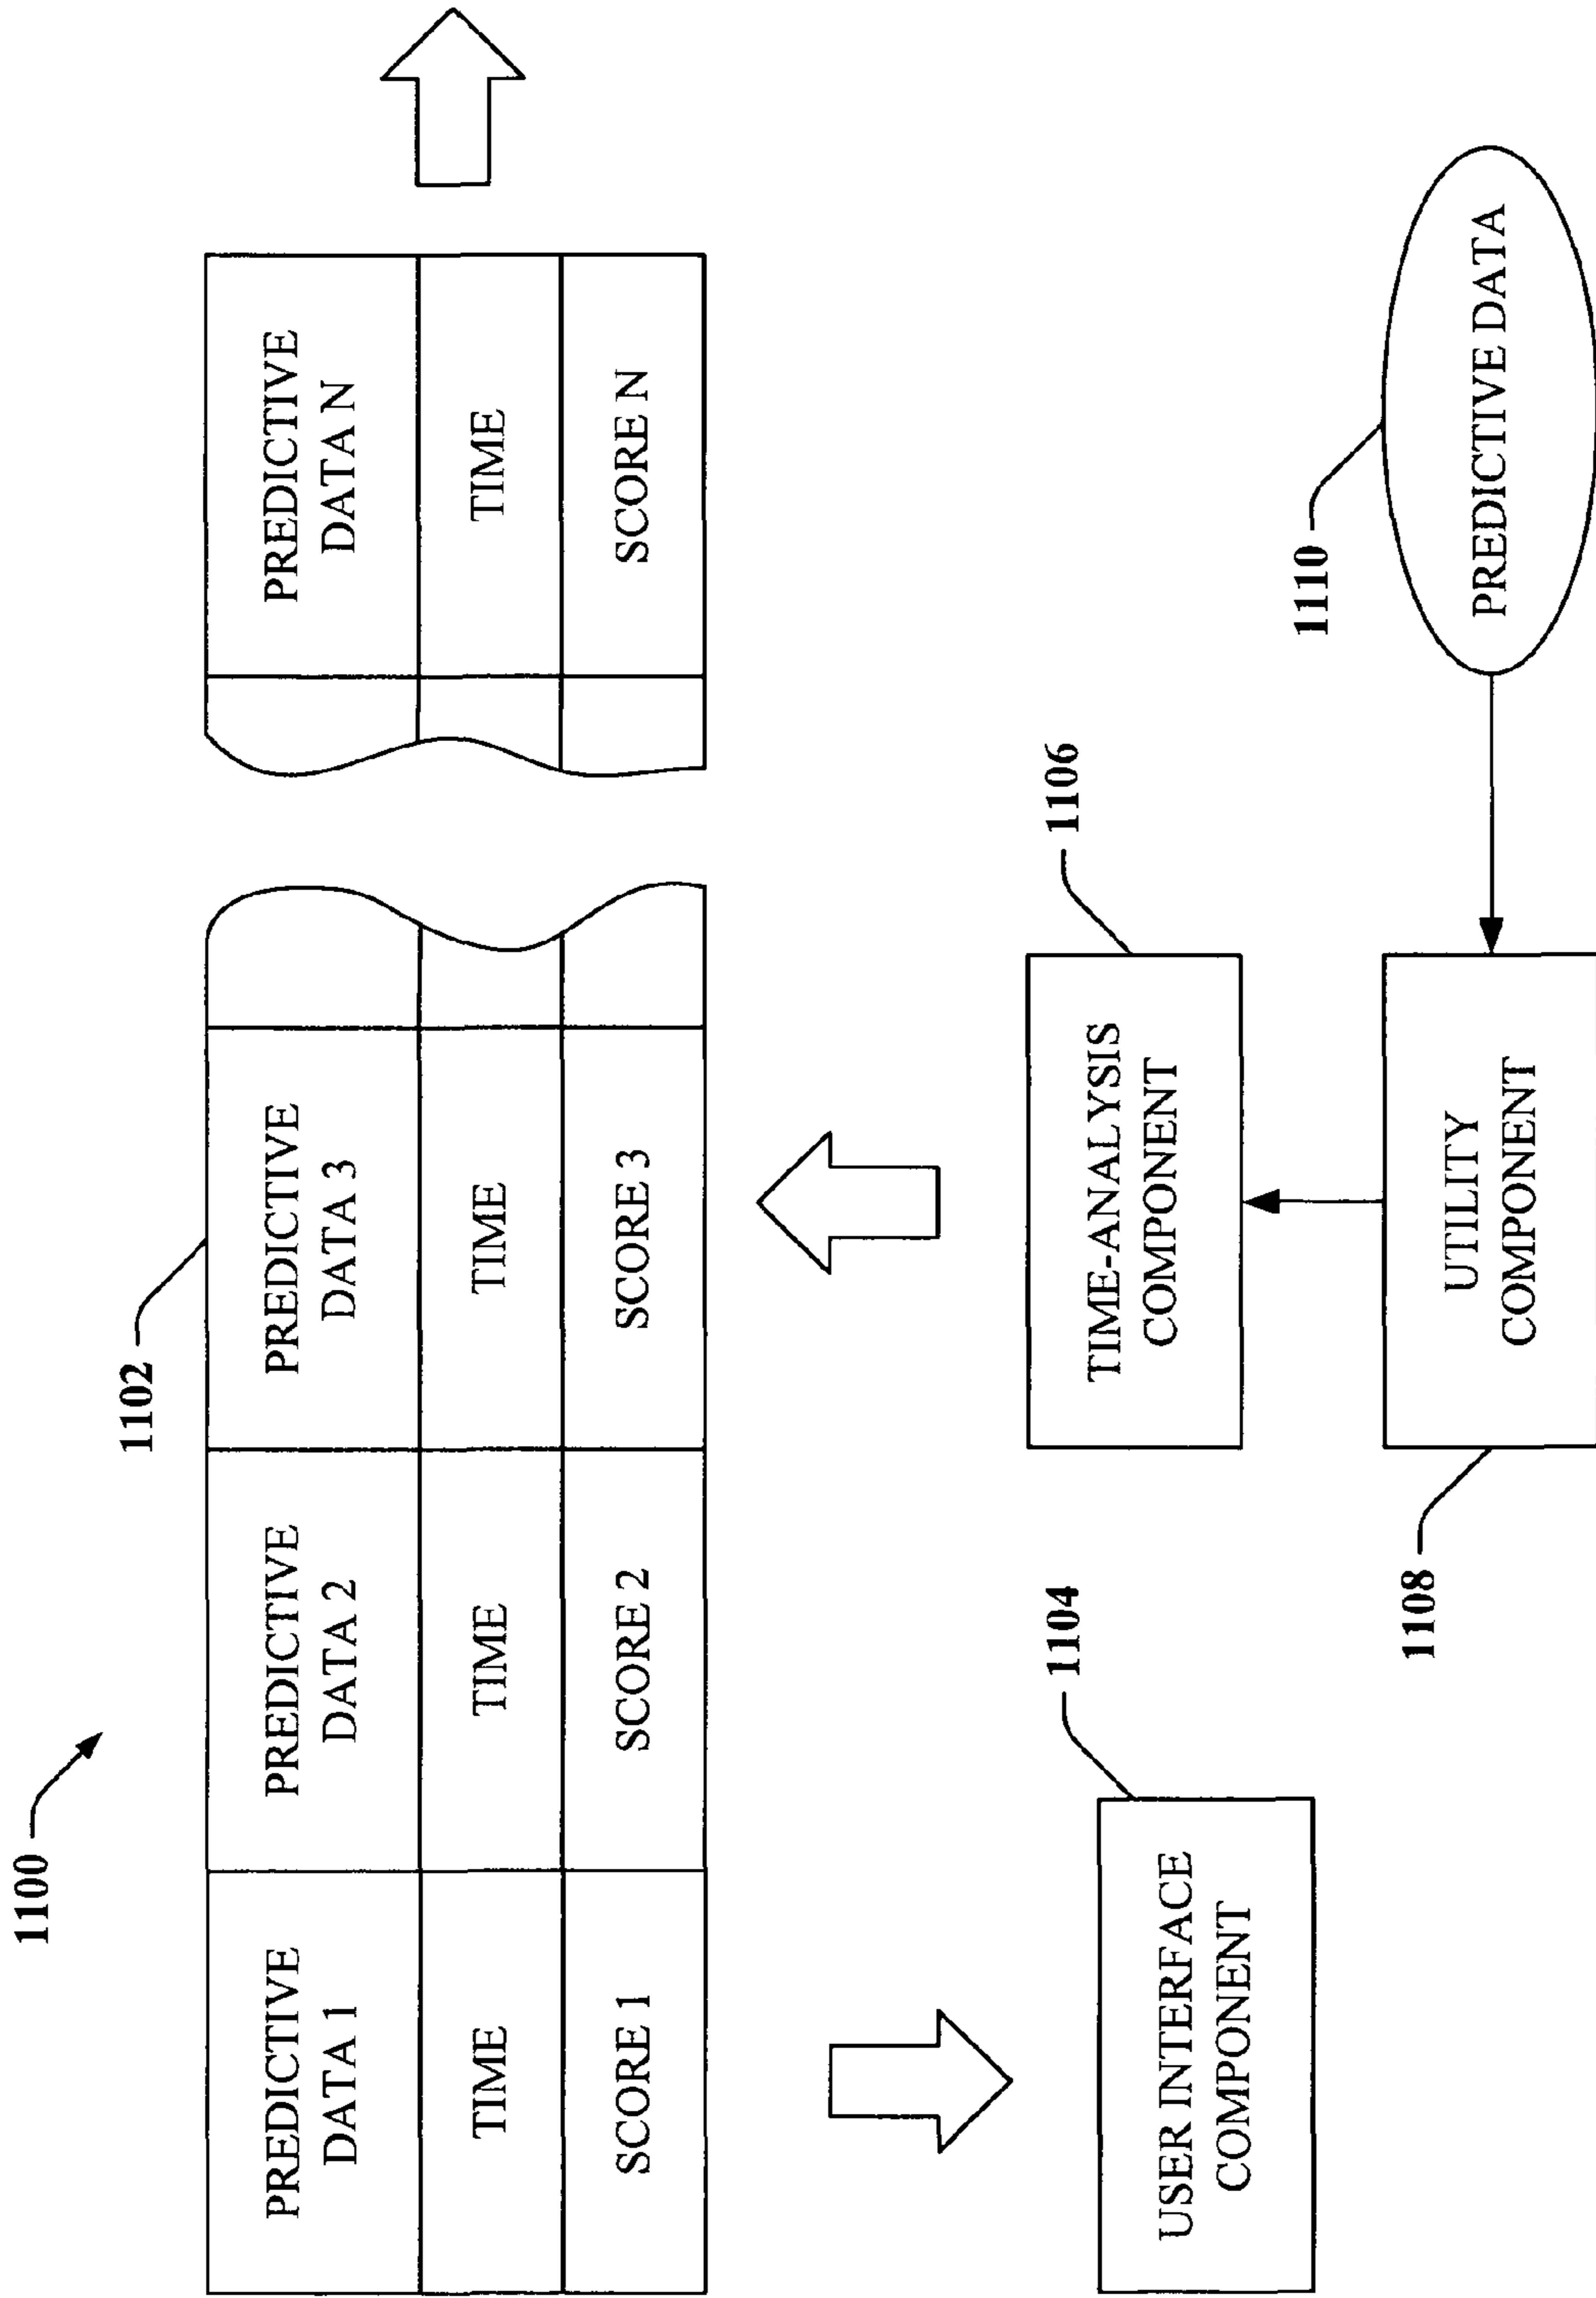 1100
1102
PREDICTIVE
DATA 1
PREDICTIVE
DATA 2
PREDICTIVE
DATA 3
PREDICTIVE
DATA N
TIME
TIME
TIME
TIME
SCORE 1
SCORE 2
SCORE 3
SCORE N
1104
1106
USER INTERFACE
COMPONENT
TIME-ANALYSIS
COMPONENT
1110
1108
UTILITY
COMPONENT
PREDICTIVE DATA